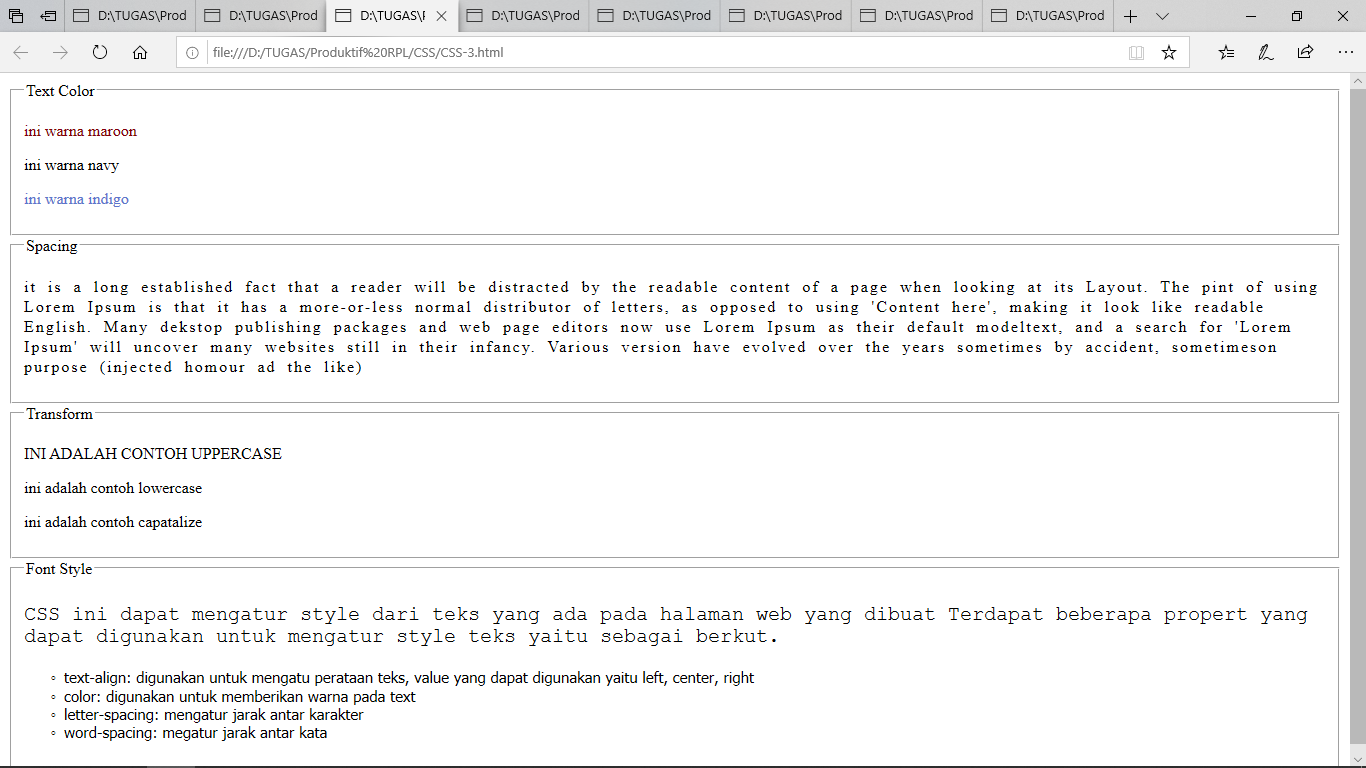 D:\TUGAS\Prod
D:\TUGAS\Prod
D:\TUGAS\P
D:\TUGAS\Prod
D:\TUGAS\Prod
D:\TUGAS\Prod
D:\TUGAS\Prod
D:\TUGAS\Prod
file:///D:/TUGAS/Produktif%20RPL/CSS/CSS-3.html
Text Color
ini warna maroon
ini warna navy
ini warna indigo
Spacing
it is a long established fact that a reader will be distracted by the readable content of a page when looking at its Layout. The pint of using
Lorem Ipsum is that it has a more-or-less normal distributor of letters, as opposed to using 'Content here', making it look like readable
English. Many dekstop publishing packages and web page editors now use Lorem Ipsum as their default modeltext, and a search for 'Lorem
Ipsum' will uncover many websites still in their infancy. Various version have evolved over the years sometimes by accident, sometimeson
purpose (injected homour ad the like)
Transform
INI ADALAH CONTOH UPPERCASE
ini adalah contoh lowercase
ini adalah contoh capatalize
Font Style
CSS ini dapat mengatur style dari teks yang ada pada halaman web yang dibuat Terdapat beberapa propert yang
dapat digunakan untuk mengatur style teks yaitu sebagai berkut.
◦ text-align: digunakan untuk mengatu perataan teks, value yang dapat digunakan yaitu left, center, right
◦ color: digunakan untuk memberikan warna pada text
◦ letter-spacing: mengatur jarak antar karakter
◦ word-spacing: megatur jarak antar kata